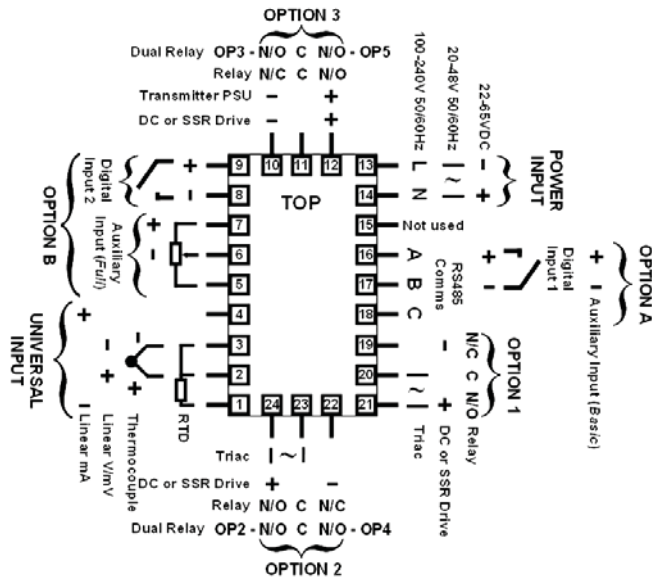 OPTION 3
Dual Relay OP3 - N/O C N/O - OP5
Relay N/C C N/O
Transmitter PSU - +
DC or SSR Drive - +
100-240V 50/60Hz
20-48V 50/60Hz
22-65VDC
POWER INPUT
L | -
~
N | +
9 10 11 12 13
8 14
7 15
6 16
5 17
4 18
3 19
2 20
1 24 23 22 21
TOP
Not used
OPTION B
Digital Input 2
+
-
Auxiliary Input (Full)
+
-
UNIVERSAL INPUT
+
- -
+ +
-
Linear mA
Linear V/mV
Thermocouple
RTD
A
B
C
RS485 Comms
+
-
Digital Input 1
+
-
Auxiliary Input (Basic)
OPTION A
OPTION 1
N/C C N/O Relay
- + DC or SSR Drive
| ~ | Triac
Triac | ~ |
DC or SSR Drive + -
Relay N/O C N/C
Dual Relay OP2 - N/O C N/O - OP4
OPTION 2